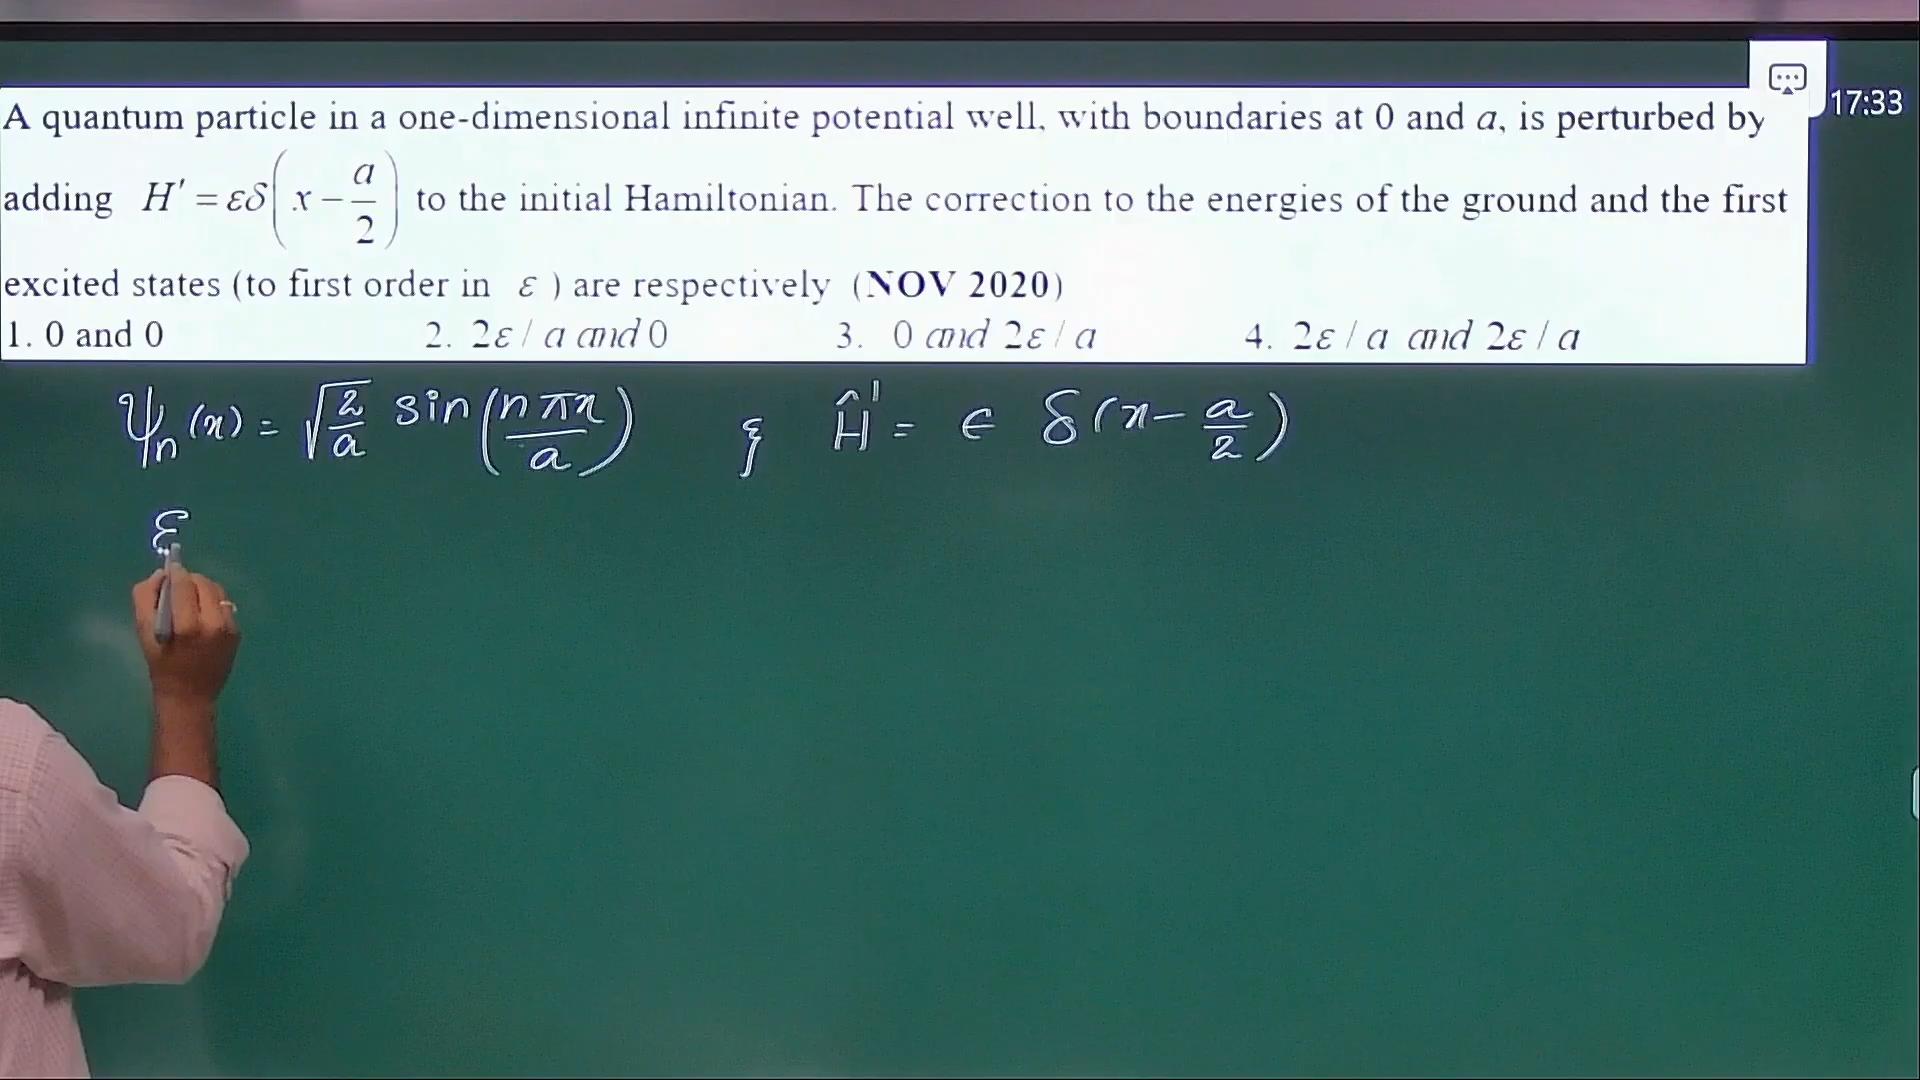 17:33
A quantum particle in a one-dimensional infinite potential well, with boundaries at 0 and a, is perturbed by
adding H′ = εδ(x − a/2) to the initial Hamiltonian. The correction to the energies of the ground and the first
excited states (to first order in ε ) are respectively (NOV 2020)
1. 0 and 0 2. 2ε / a and 0 3. 0 and 2ε / a 4. 2ε / a and 2ε / a
ψn (x) = √(2/a) sin(nπx/a) & Ĥ' = ϵ δ(x − a/2)
E